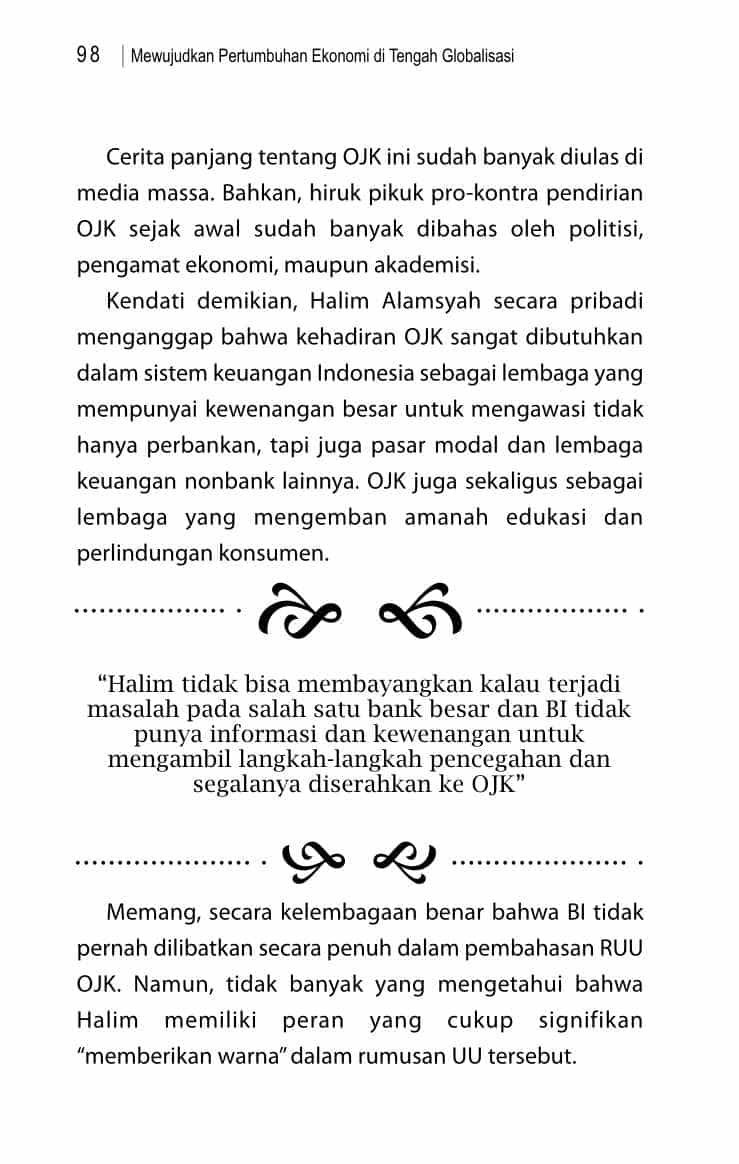 98 Mewujudkan Pertumbuhan Ekonomi di Tengah Globalisasi
Cerita panjang tentang OJK ini sudah banyak diulas di
media massa. Bahkan, hiruk pikuk pro-kontra pendirian
OJK sejak awal sudah banyak dibahas oleh politisi,
pengamat ekonomi, maupun akademisi.
Kendati demikian, Halim Alamsyah secara pribadi
menganggap bahwa kehadiran OJK sangat dibutuhkan
dalam sistem keuangan Indonesia sebagai lembaga yang
mempunyai kewenangan besar untuk mengawasi tidak
hanya perbankan, tapi juga pasar modal dan lembaga
keuangan nonbank lainnya. OJK juga sekaligus sebagai
lembaga yang mengemban amanah edukasi dan
perlindungan konsumen.
“Halim tidak bisa membayangkan kalau terjadi
masalah pada salah satu bank besar dan BI tidak
punya informasi dan kewenangan untuk
mengambil langkah-langkah pencegahan dan
segalanya diserahkan ke OJK”
Memang, secara kelembagaan benar bahwa BI tidak
pernah dilibatkan secara penuh dalam pembahasan RUU
OJK. Namun, tidak banyak yang mengetahui bahwa
Halim memiliki peran yang cukup signifikan
“memberikan warna” dalam rumusan UU tersebut.